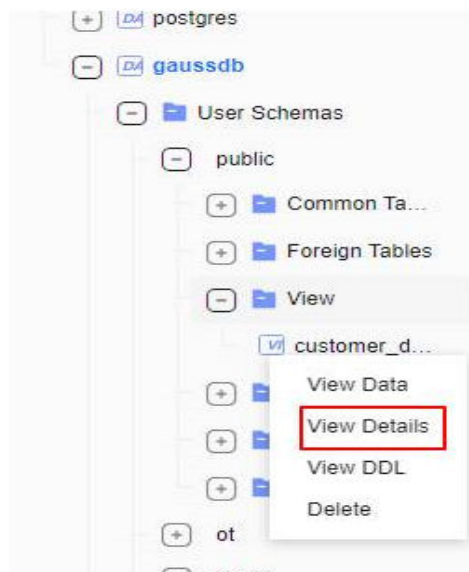 DA postgres
DA gaussdb
User Schemas
public
Common Ta...
Foreign Tables
View
VI customer_d...
View Data
View Details
View DDL
Delete
ot